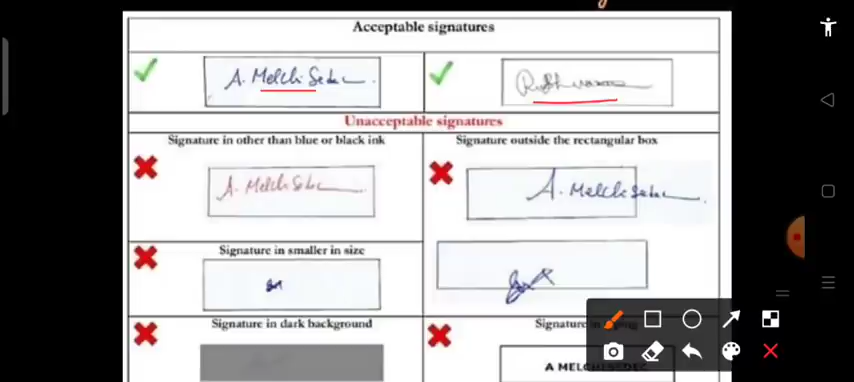 Acceptable signatures
A. Melchi Sedec
Unacceptable signatures
Signature in other than blue or black ink
Signature outside the rectangular box
A. Melchi Sedec
A. Melchi Sedec
Signature in smaller in size
Signature in dark background
Signature in
A MELCHISEDEC